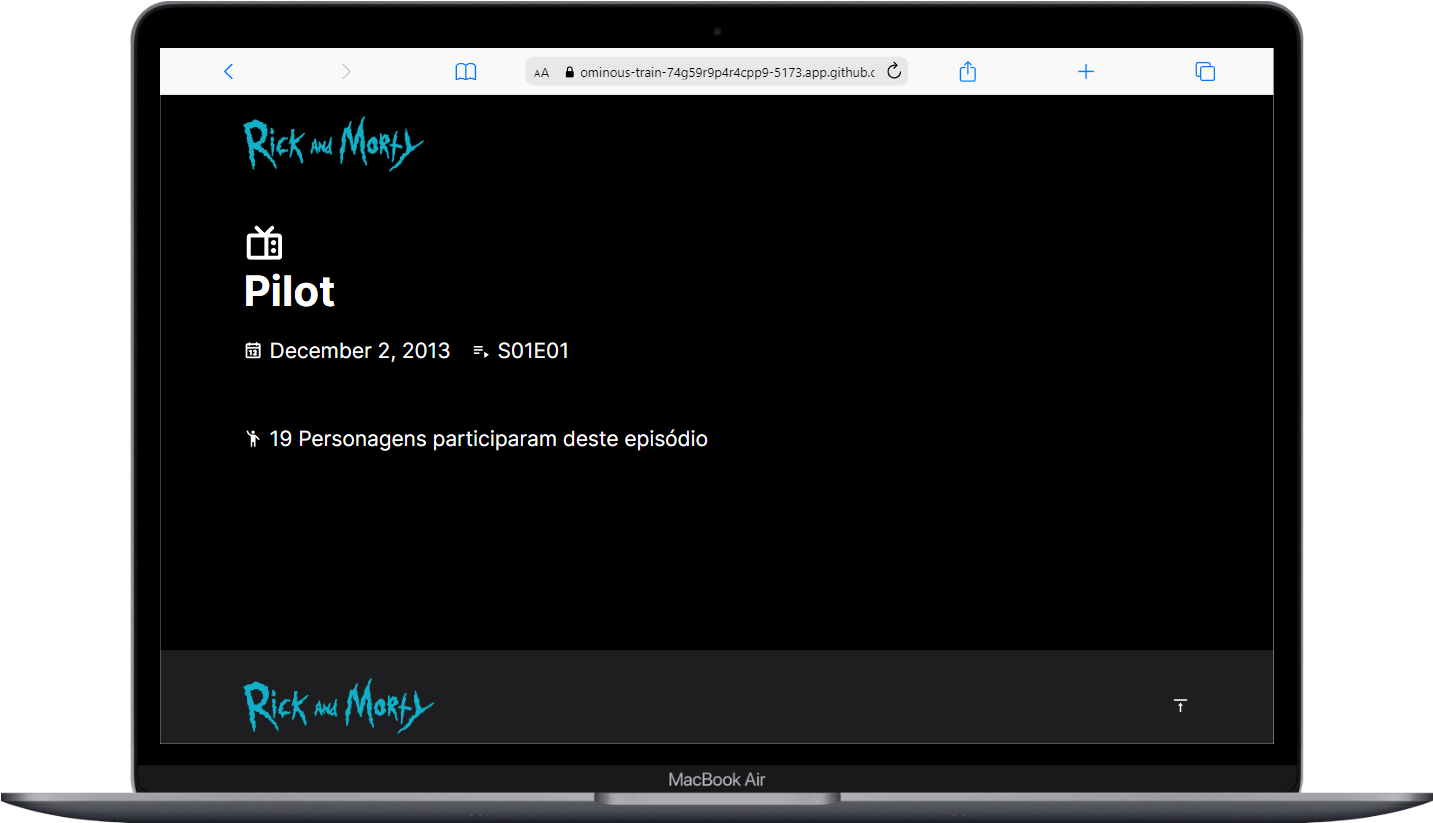 AA ominous-train-74g59r9p4r4cpp9-5173.app.github.c
Rick and Morty
Pilot
12 December 2, 2013 S01E01
19 Personagens participaram deste episódio
Rick and Morty
MacBook Air